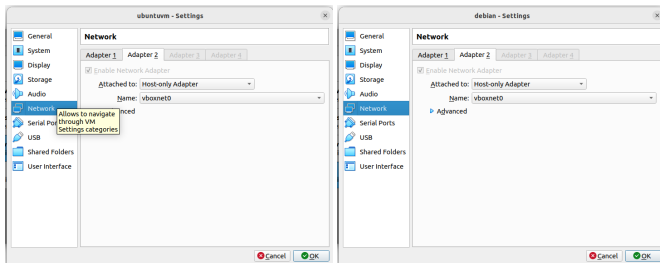 ubuntuvm - Settings
General
System
Display
Storage
Audio
Network
Serial Por
USB
Shared Folders
User Interface
Allows to navigate
through VM
Settings categories
Network
Adapter 1 Adapter 2 Adapter 3 Adapter 4
Enable Network Adapter
Attached to: Host-only Adapter
Name: vboxnet0
nced
Cancel OK
debian - Settings
General
System
Display
Storage
Audio
Network
Serial Ports
USB
Shared Folders
User Interface
Network
Adapter 1 Adapter 2 Adapter 3 Adapter 4
Enable Network Adapter
Attached to: Host-only Adapter
Name: vboxnet0
Advanced
Cancel OK